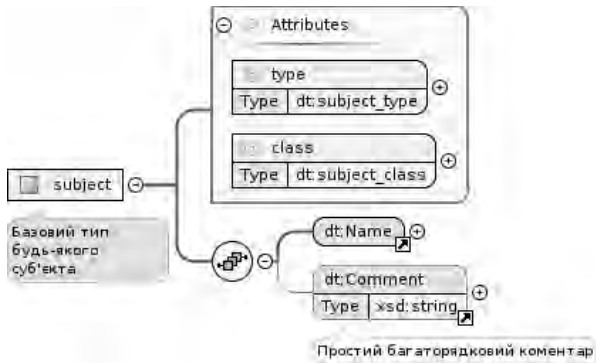 Attributes
type
Type dt:subject_type
class
Type dt:subject_class
subject
Базовий тип
будь-якого
суб'єкта
dt:Name
dt:Comment
Type xsd:string
Простий багаторядковий коментар